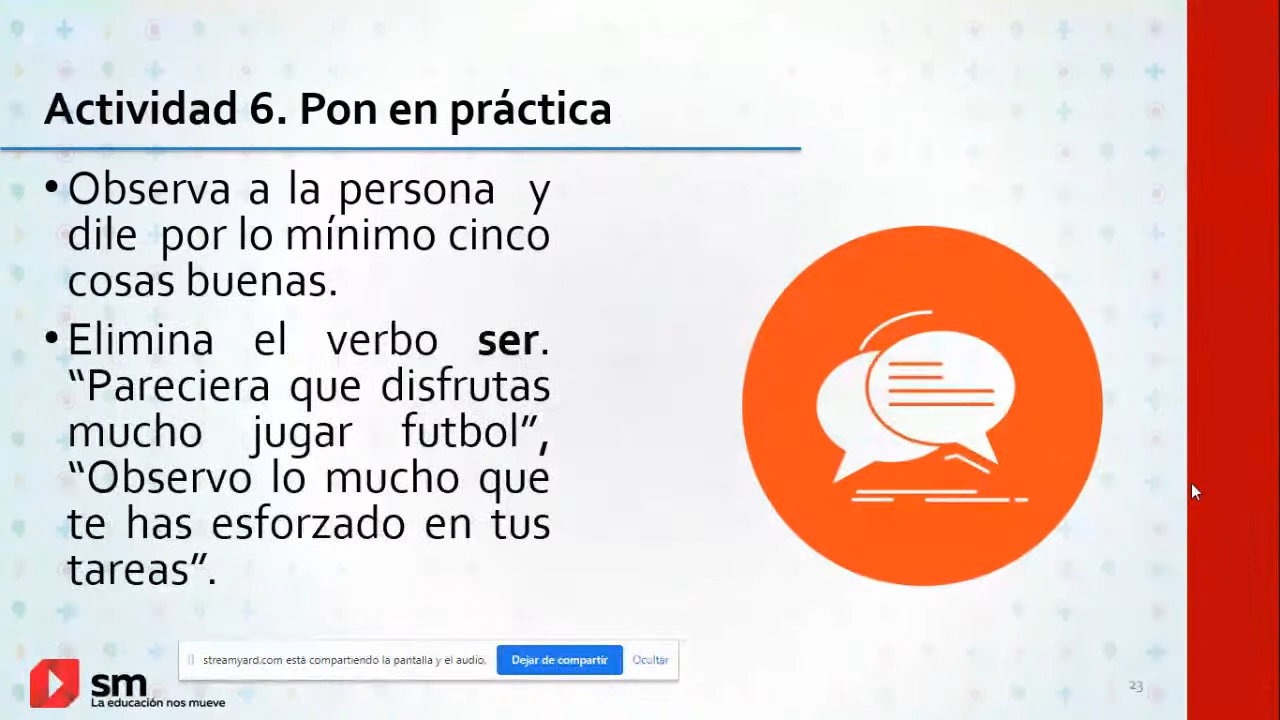 Actividad 6. Pon en práctica
•Observa a la persona y
dile por lo mínimo cinco
cosas buenas.
•Elimina el verbo ser.
“Pareciera que disfrutas
mucho jugar futbol”,
“Observo lo mucho que
te has esforzado en tus
tareas”.
streamyard.com está compartiendo la pantalla y el audio.
Dejar de compartir
Ocultar
sm
La educación nos mueve
23